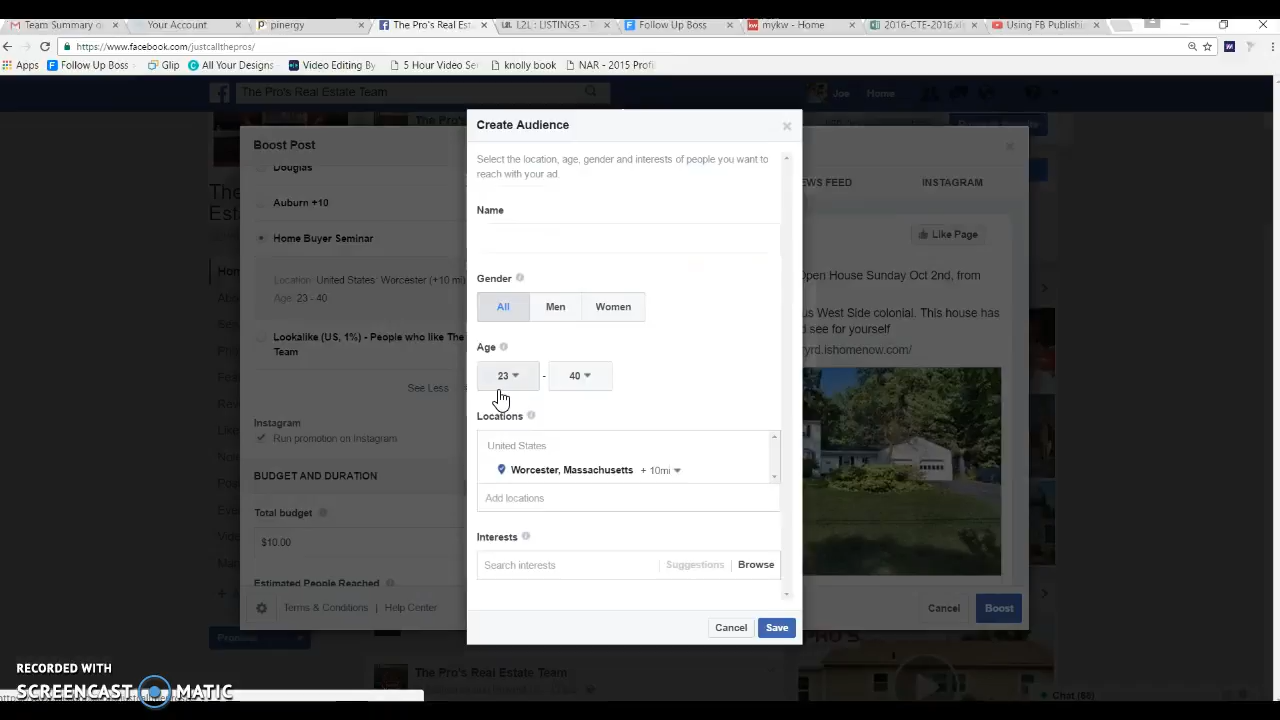 Team Summary o
Your Account
pinergy
The Pro's Real Est
L2L : LISTINGS - T
Follow Up Boss
mykw - Home
2016-CTE-2016.xl
Using FB Publishi
https://www.facebook.com/justcallthepros/
Apps
Follow Up Boss
Glip
All Your Designs
Video Editing By
5 Hour Video Se
knolly book
NAR - 2015 Profil
The Pro's Real Estate Team
Joe
Home
Create Audience
Select the location, age, gender and interests of people you want to
reach with your ad
Name
Gender
All
Men
Women
Age
23
-
40
Locations
United States
Worcester, Massachusetts
+ 10mi
Add locations
Interests
Search interests
Suggestions
Browse
Cancel
Save
Boost Post
Douglas
Auburn +10
Home Buyer Seminar
Location: United States: Worcester (+10 mi)
Age: 23 - 40
Lookalike (US, 1%) - People who like The
Team
See Less
Instagram
Run promotion on Instagram
BUDGET AND DURATION
Total budget
$10.00
Estimated People Reached
Terms & Conditions
Help Center
EWS FEED
INSTAGRAM
Like Page
Open House Sunday Oct 2nd, from
us West Side colonial. This house has
d see for yourself
yrd.ishomenow.com/
Cancel
Boost
The Pro's Real Estate Team
PRO'S
Chat (88)
RECORDED WITH
SCREENCAST MATIC